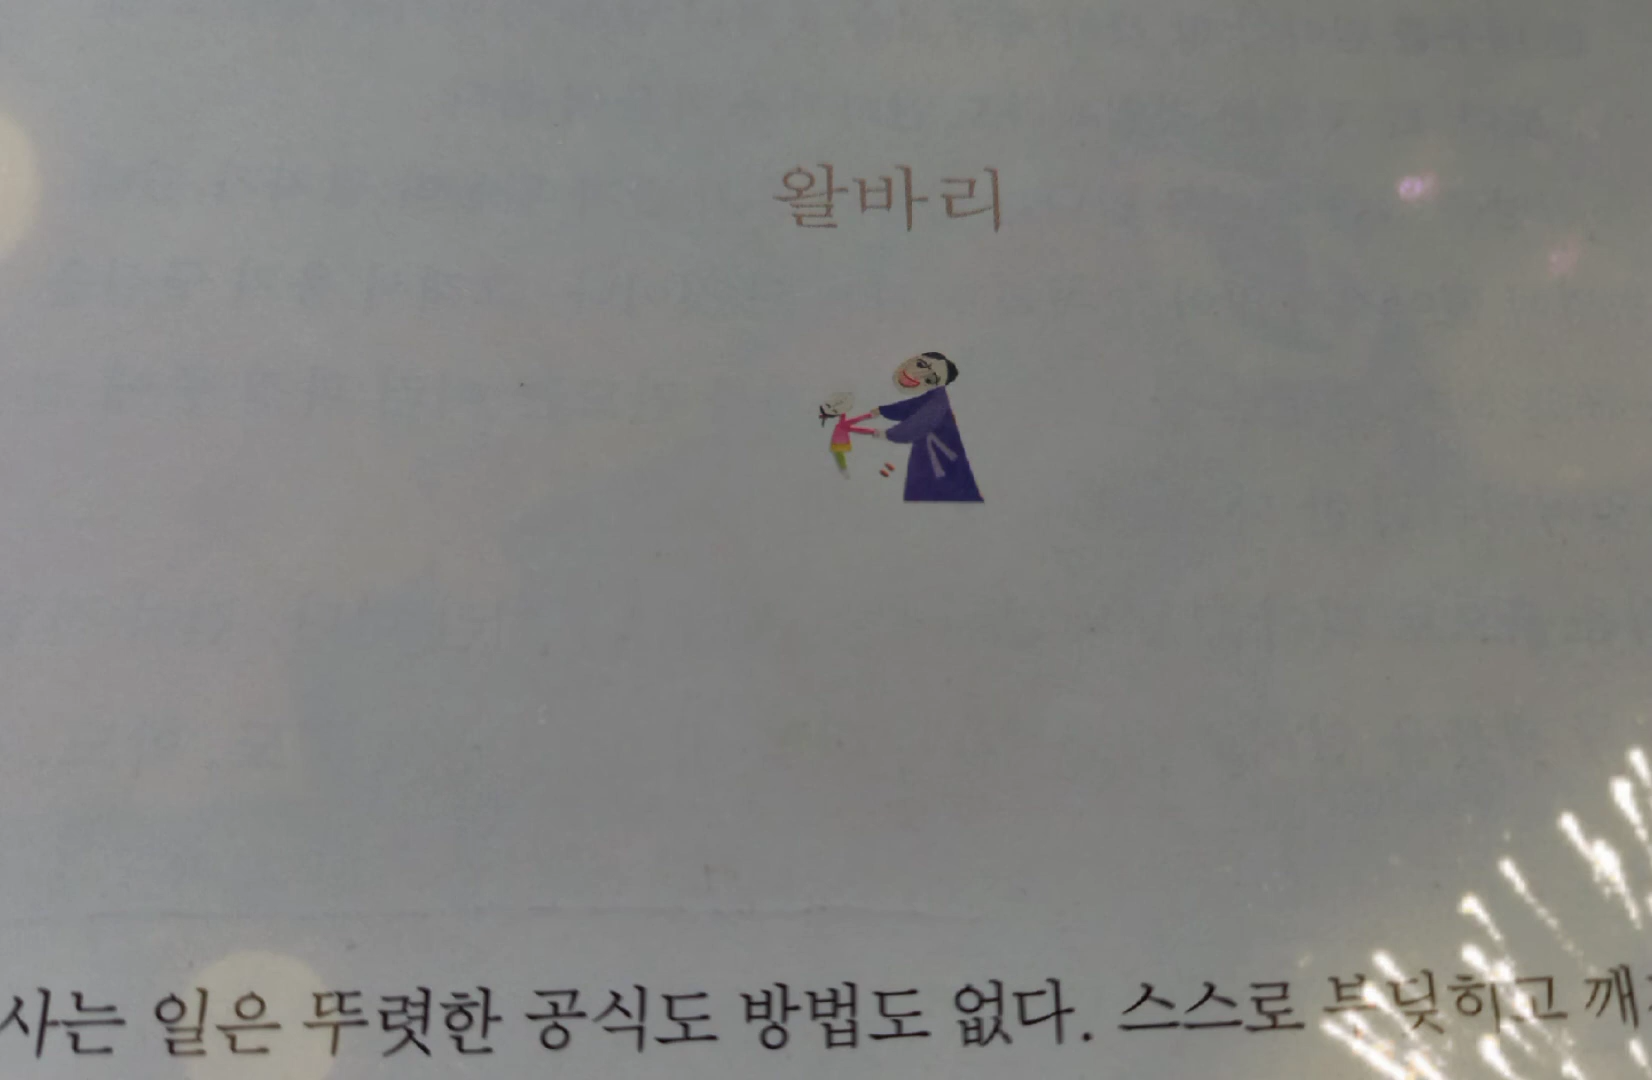 왈바리
사는 일은 뚜렷한 공식도 방법도 없다. 스스로 부딪히고